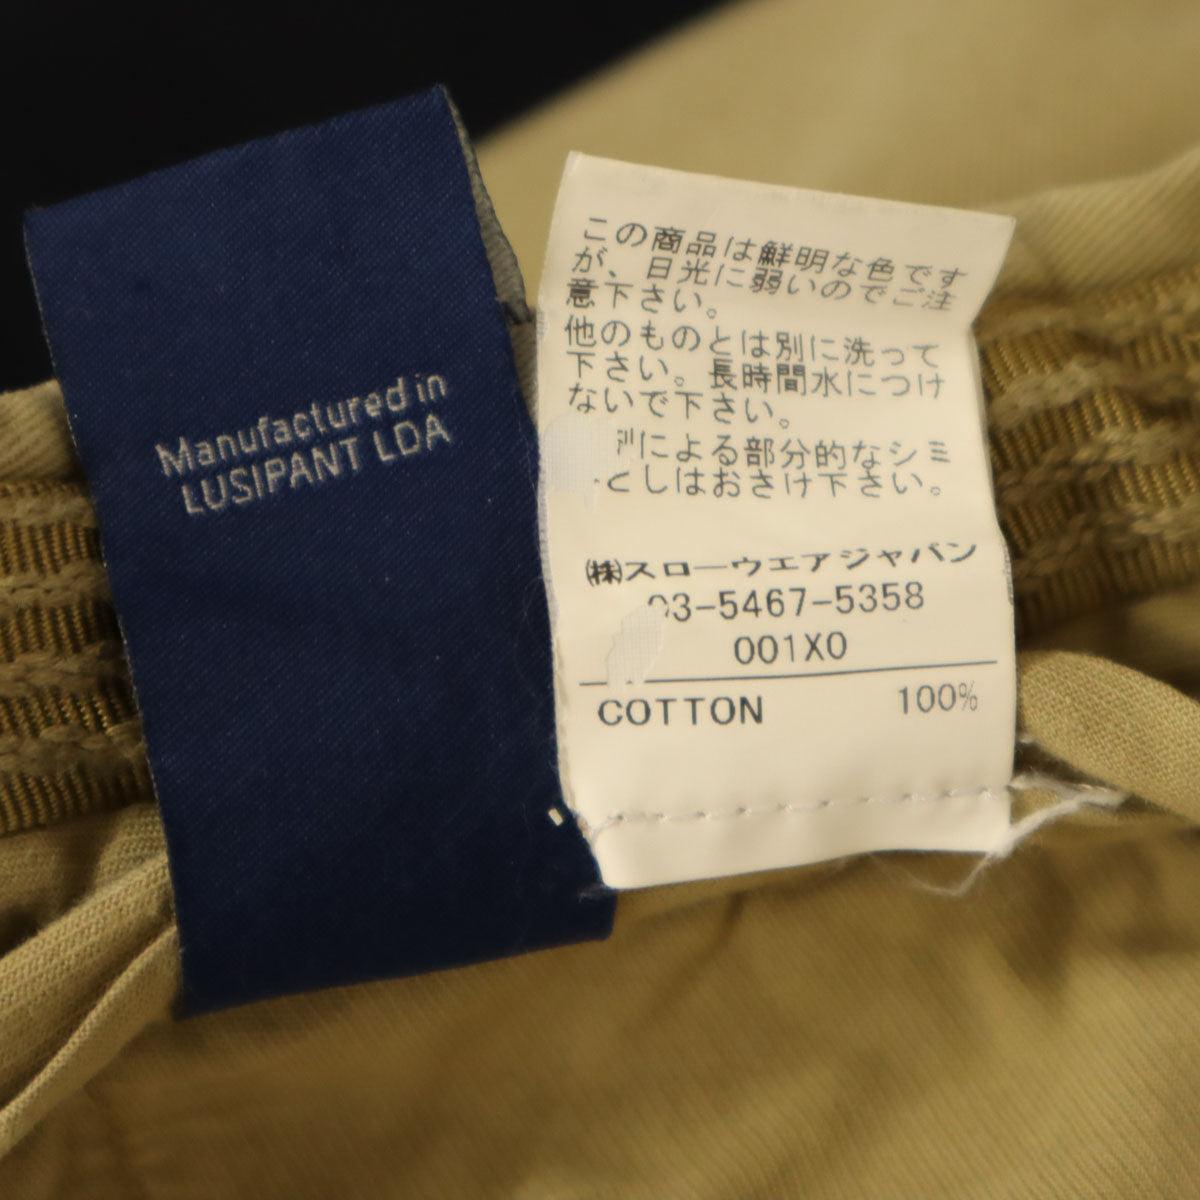 Manufactured in
LUSIPANT LDA
この商品は鮮明な色です
が、日光に弱いのでご注
意下さい。
他のものとは別に洗って
下さい。長時間水につけ
ないで下さい。
による部分的なシミ
としはおさけ下さい。
㈱スローウエアジャパン
03-5467-5358
001X0
COTTON 100%